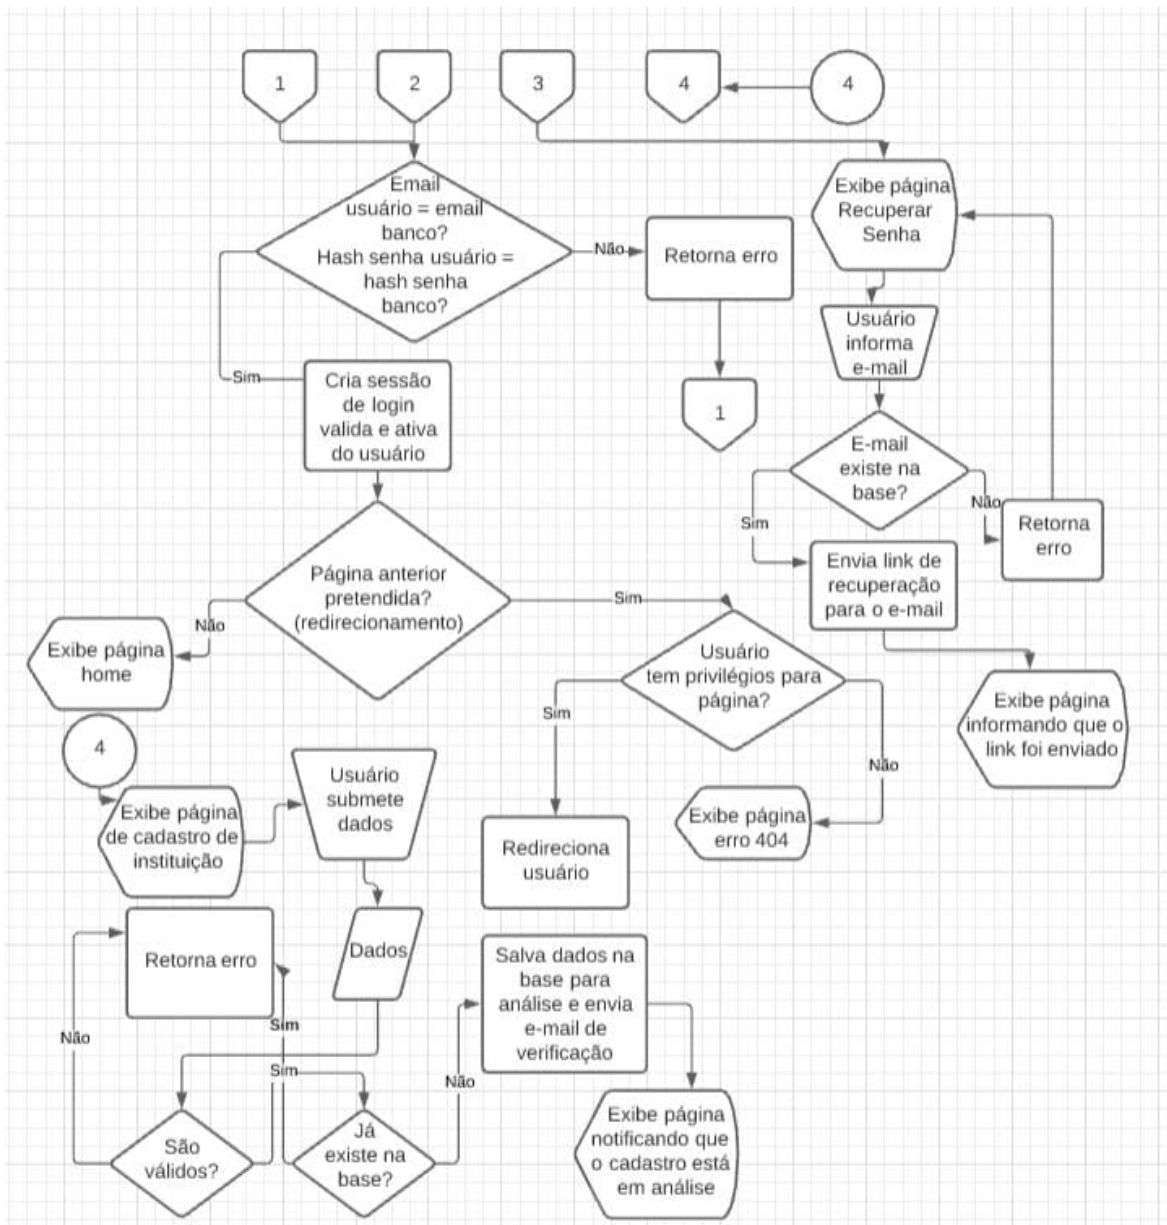 1
2
3
4
4
Email
usuário = email
banco?
Hash senha usuário =
hash senha
banco?
Não
Retorna erro
1
Sim
Cria sessão
de login
valida e ativa
do usuário
Página anterior
pretendida?
(redirecionamento)
Não
Exibe página
home
Sim
Usuário
tem privilégios para
página?
Sim
Redireciona
usuário
Não
Exibe página
erro 404
Exibe página
Recuperar
Senha
Usuário
informa
e-mail
E-mail
existe na
base?
Não
Retorna
erro
Sim
Envia link de
recuperação
para o e-mail
Exibe página
informando que o
link foi enviado
4
Exibe página
de cadastro de
instituição
Usuário
submete
dados
Dados
São
válidos?
Não
Retorna erro
Sim
Já
existe na
base?
Sim
Não
Salva dados na
base para
análise e envia
e-mail de
verificação
Exibe página
notificando que
o cadastro está
em análise